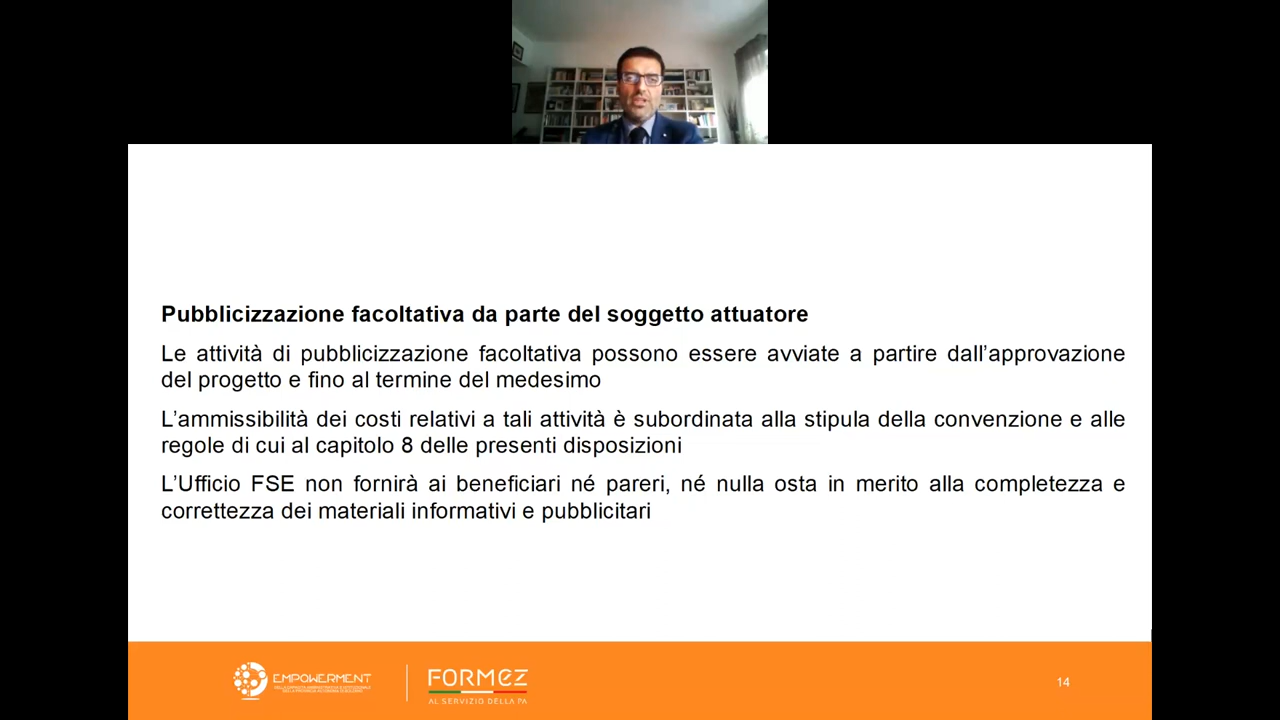 Pubblicizzazione facoltativa da parte del soggetto attuatore
Le attività di pubblicizzazione facoltativa possono essere avviate a partire dall’approvazione
del progetto e fino al termine del medesimo
L’ammissibilità dei costi relativi a tali attività è subordinata alla stipula della convenzione e alle
regole di cui al capitolo 8 delle presenti disposizioni
L’Ufficio FSE non fornirà ai beneficiari né pareri, né nulla osta in merito alla completezza e
correttezza dei materiali informativi e pubblicitari
EMPOWERMENT
FORMEZ
AL SERVIZIO DELLA PA
14